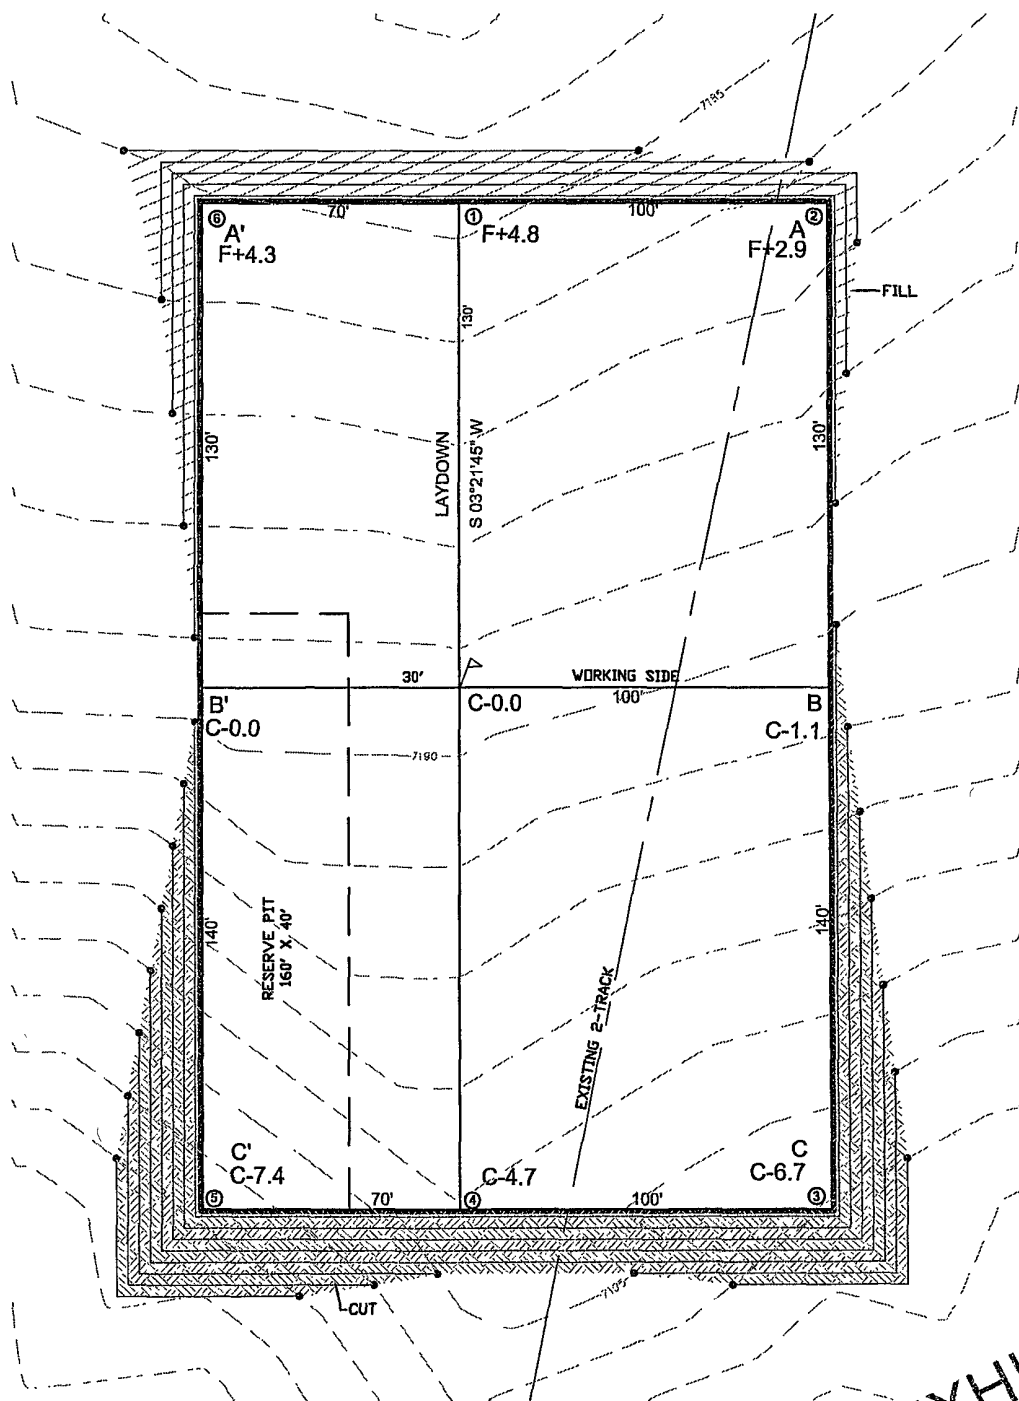 7185
⑥
70'
①
100'
②
A'
F+4.3
F+4.8
A
F+2.9
FILL
130'
130'
130'
LAYDOWN
S 03°21'45" W
30'
WORKING SIDE
100'
B'
C-0.0
C-0.0
B
C-1.1
7190
140'
RESERVE PIT
160' X 40'
140'
EXISTING 2-TRACK
C'
C-7.4
C-4.7
C
C-6.7
⑤
70'
④
100'
③
CUT